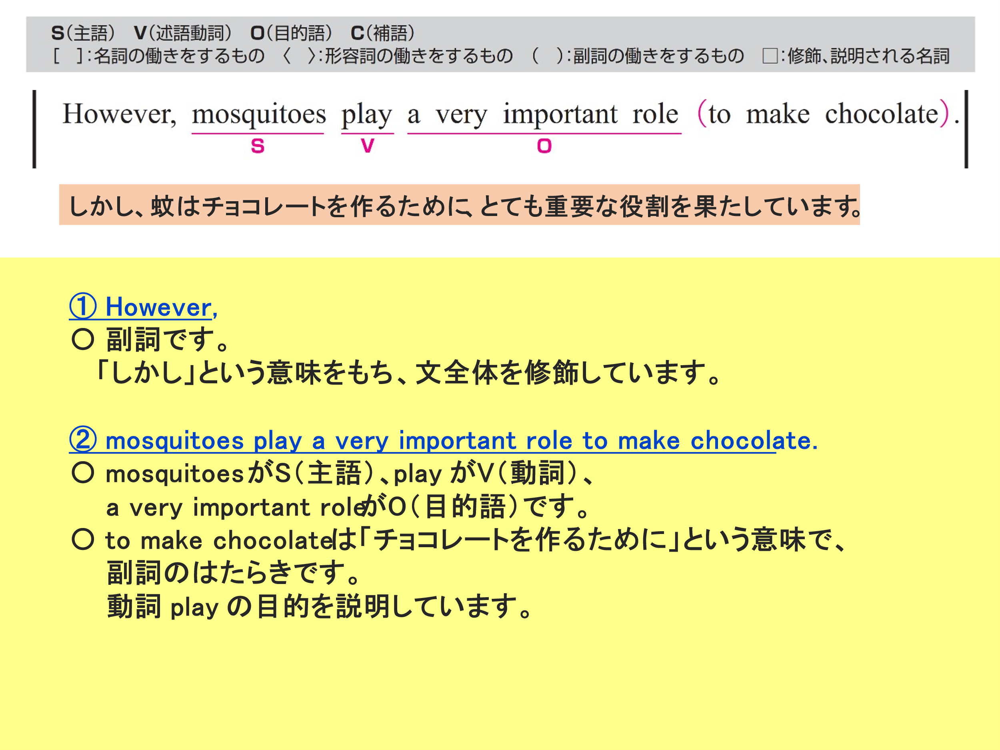 S(主語) V(述語動詞) O(目的語) C(補語)
[ ]:名詞の働きをするもの 〈 〉:形容詞の働きをするもの ( ):副詞の働きをするもの □:修飾、説明される名詞
However, mosquitoes play a very important role (to make chocolate).
S V O
しかし、蚊はチョコレートを作るために、とても重要な役割を果たしています。
① However,
○ 副詞です。
「しかし」という意味をもち、文全体を修飾しています。
② mosquitoes play a very important role to make chocolate.
○ mosquitoesがS(主語)、play がV(動詞)、
a very important roleがO(目的語)です。
○ to make chocolateは「チョコレートを作るために」という意味で、
副詞のはたらきです。
動詞 play の目的を説明しています。